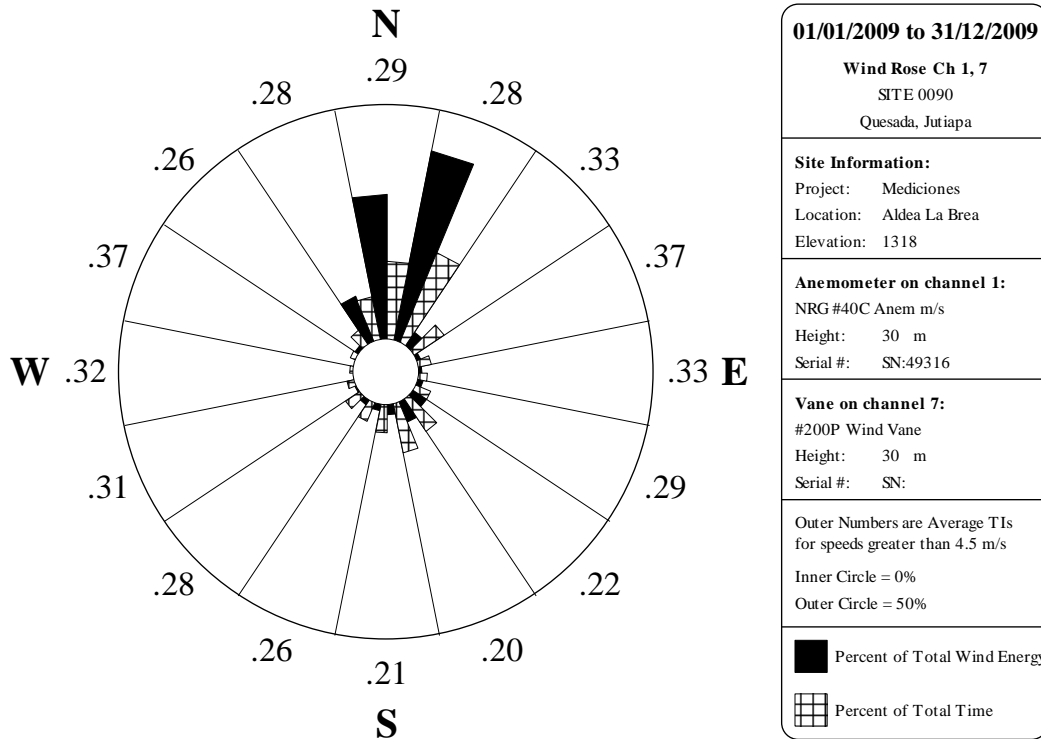 N
.29
.28
.28
.26
.33
.37
.37
W .32
.33 E
.31
.29
.28
.22
.26
.20
.21
S
01/01/2009 to 31/12/2009
Wind Rose Ch 1, 7
SITE 0090
Quesada, Jutiapa
Site Information:
Project: Mediciones
Location: Aldea La Brea
Elevation: 1318
Anemometer on channel 1:
NRG #40C Anem m/s
Height: 30 m
Serial #: SN:49316
Vane on channel 7:
#200P Wind Vane
Height: 30 m
Serial #: SN:
Outer Numbers are Average TIs
for speeds greater than 4.5 m/s
Inner Circle = 0%
Outer Circle = 50%
Percent of Total Wind Energy
Percent of Total Time